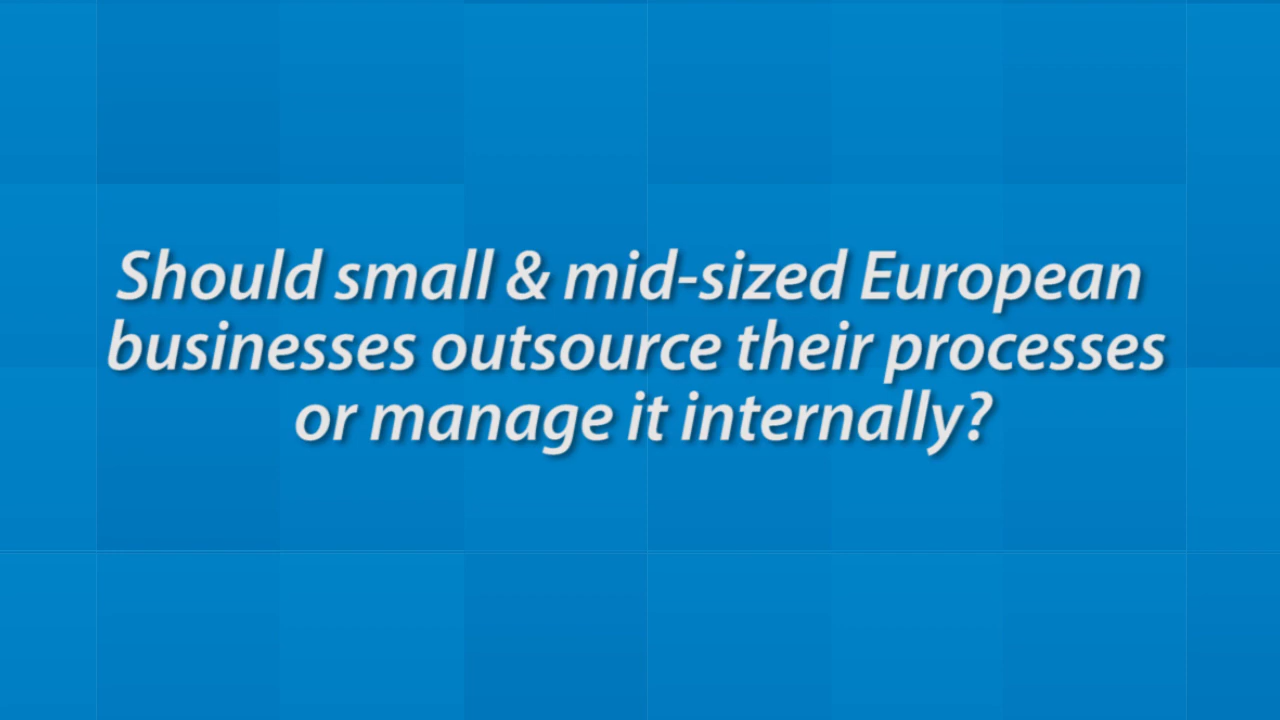 Should small & mid-sized European
businesses outsource their processes
or manage it internally?